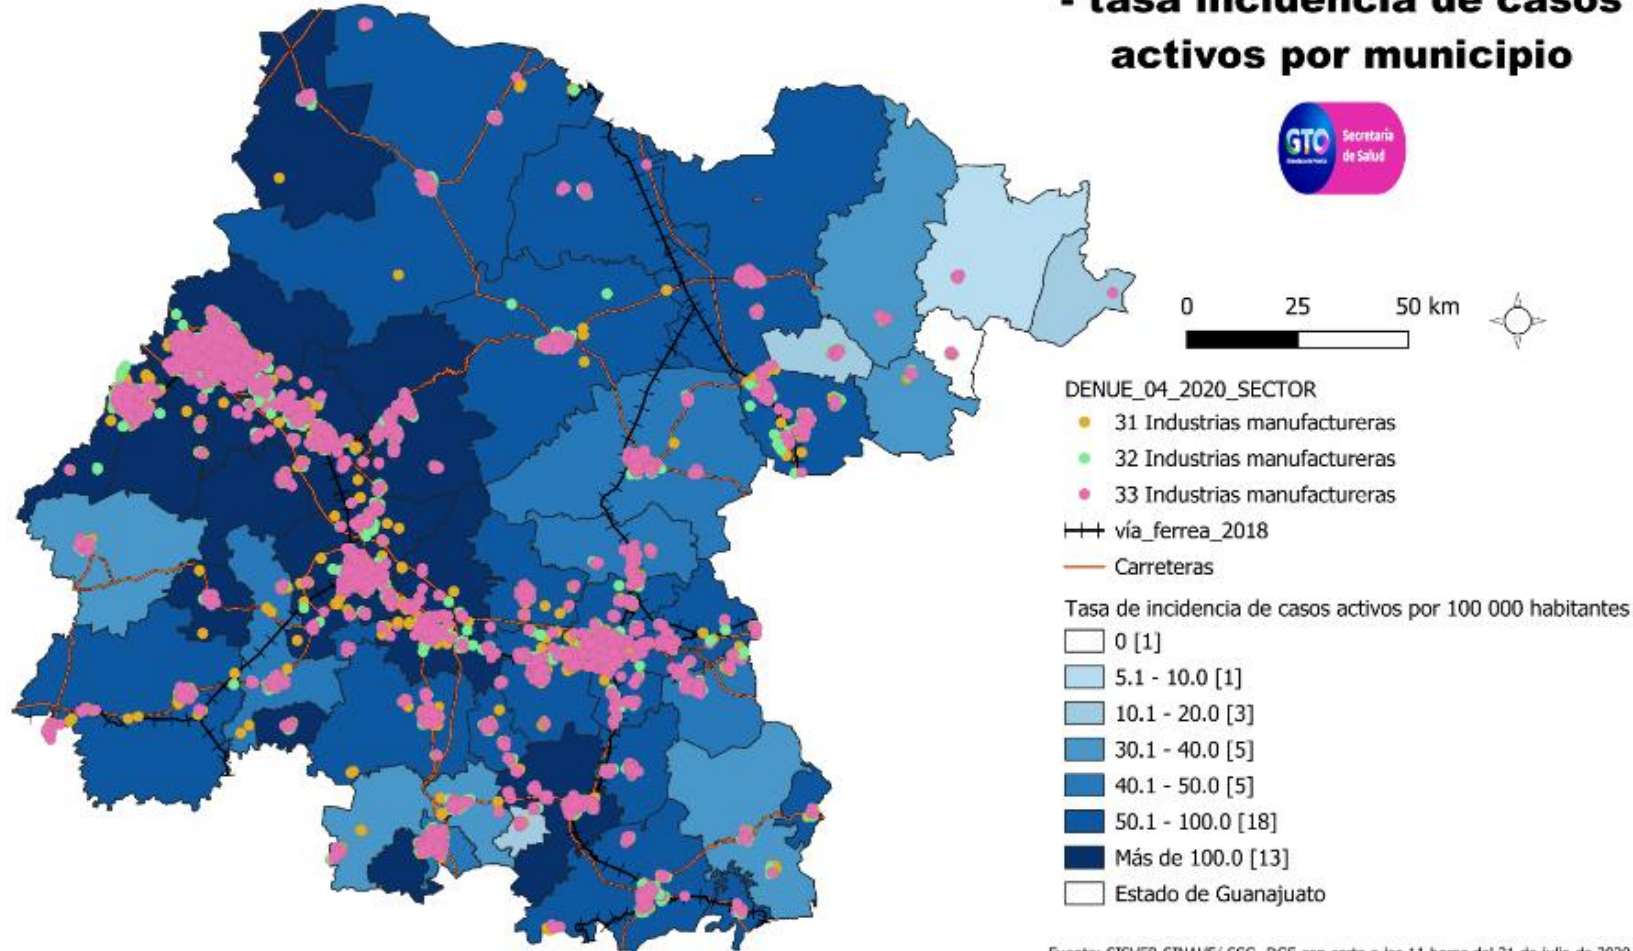 - tasa incidencia de casos
activos por municipio
GTO
Secretaría
de Salud
0 25 50 km
DENUE_04_2020_SECTOR
31 Industrias manufactureras
32 Industrias manufactureras
33 Industrias manufactureras
vía_ferrea_2018
Carreteras
Tasa de incidencia de casos activos por 100 000 habitantes
0 [1]
5.1 - 10.0 [1]
10.1 - 20.0 [3]
30.1 - 40.0 [5]
40.1 - 50.0 [5]
50.1 - 100.0 [18]
Más de 100.0 [13]
Estado de Guanajuato